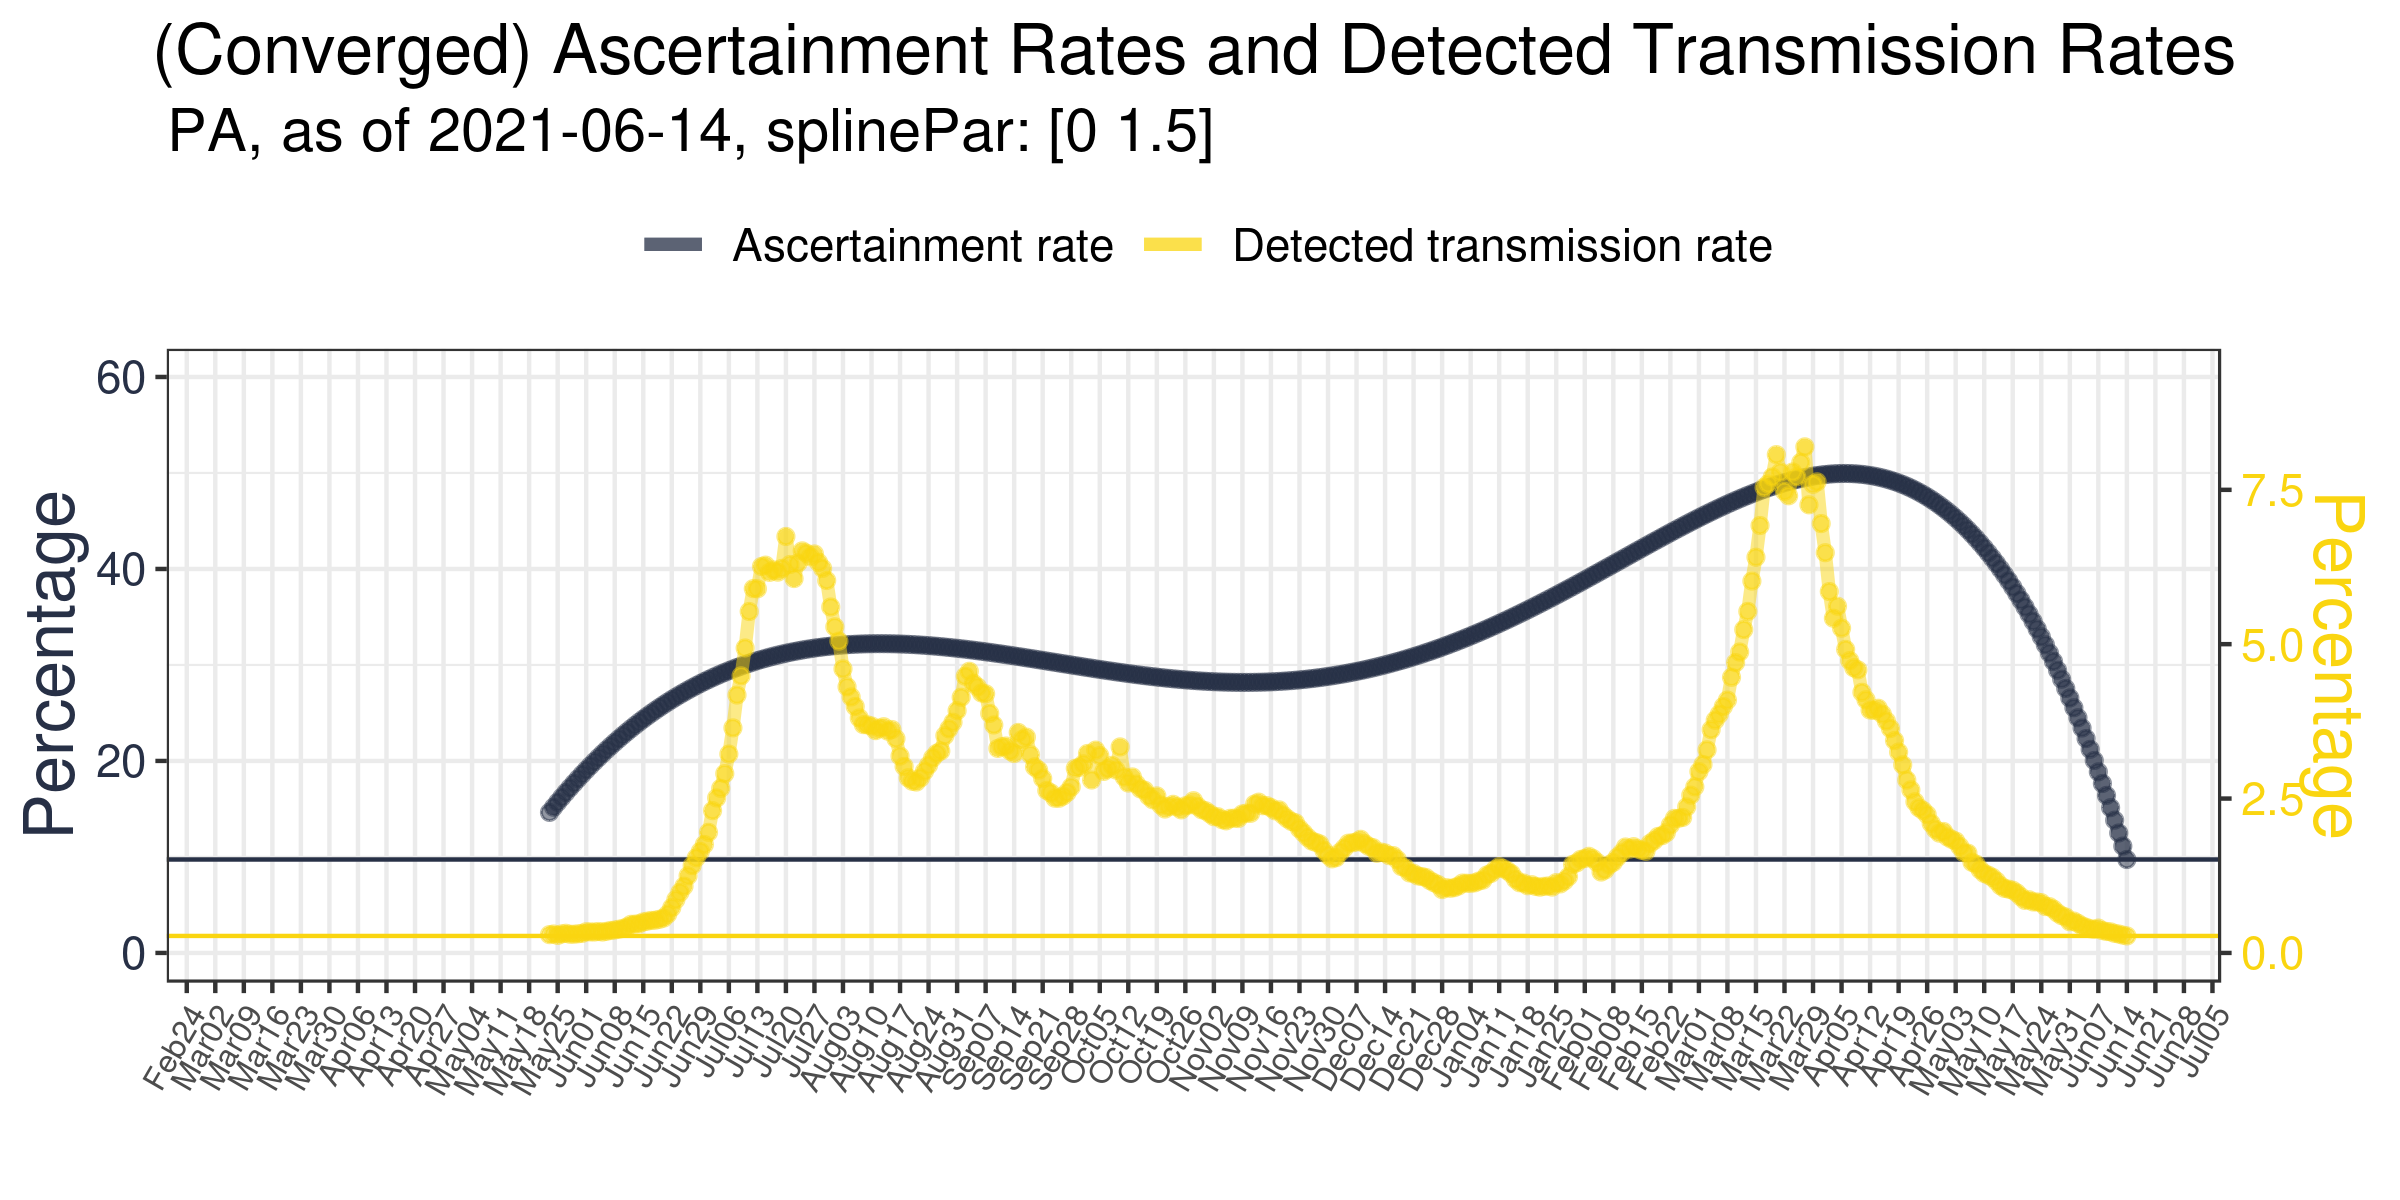 (Converged) Ascertainment Rates and Detected Transmission Rates
PA, as of 2021-06-14, splinePar: [0 1.5]
Ascertainment rate
Detected transmission rate
Percentage
60
40
20
0
7.5
5.0
2.5
0.0
Percentage
Feb24
Mar02
Mar09
Mar16
Mar23
Mar30
Apr06
Apr13
Apr20
Apr27
May04
May11
May18
May25
Jun01
Jun08
Jun15
Jun22
Jun29
Jul06
Jul13
Jul20
Jul27
Aug03
Aug10
Aug17
Aug24
Aug31
Sep07
Sep14
Sep21
Sep28
Oct05
Oct12
Oct19
Oct26
Nov02
Nov09
Nov16
Nov23
Nov30
Dec07
Dec14
Dec21
Dec28
Jan04
Jan11
Jan18
Jan25
Feb01
Feb08
Feb15
Feb22
Mar01
Mar08
Mar15
Mar22
Mar29
Apr05
Apr12
Apr19
Apr26
May03
May10
May17
May24
May31
Jun07
Jun14
Jun21
Jun28
Jul05